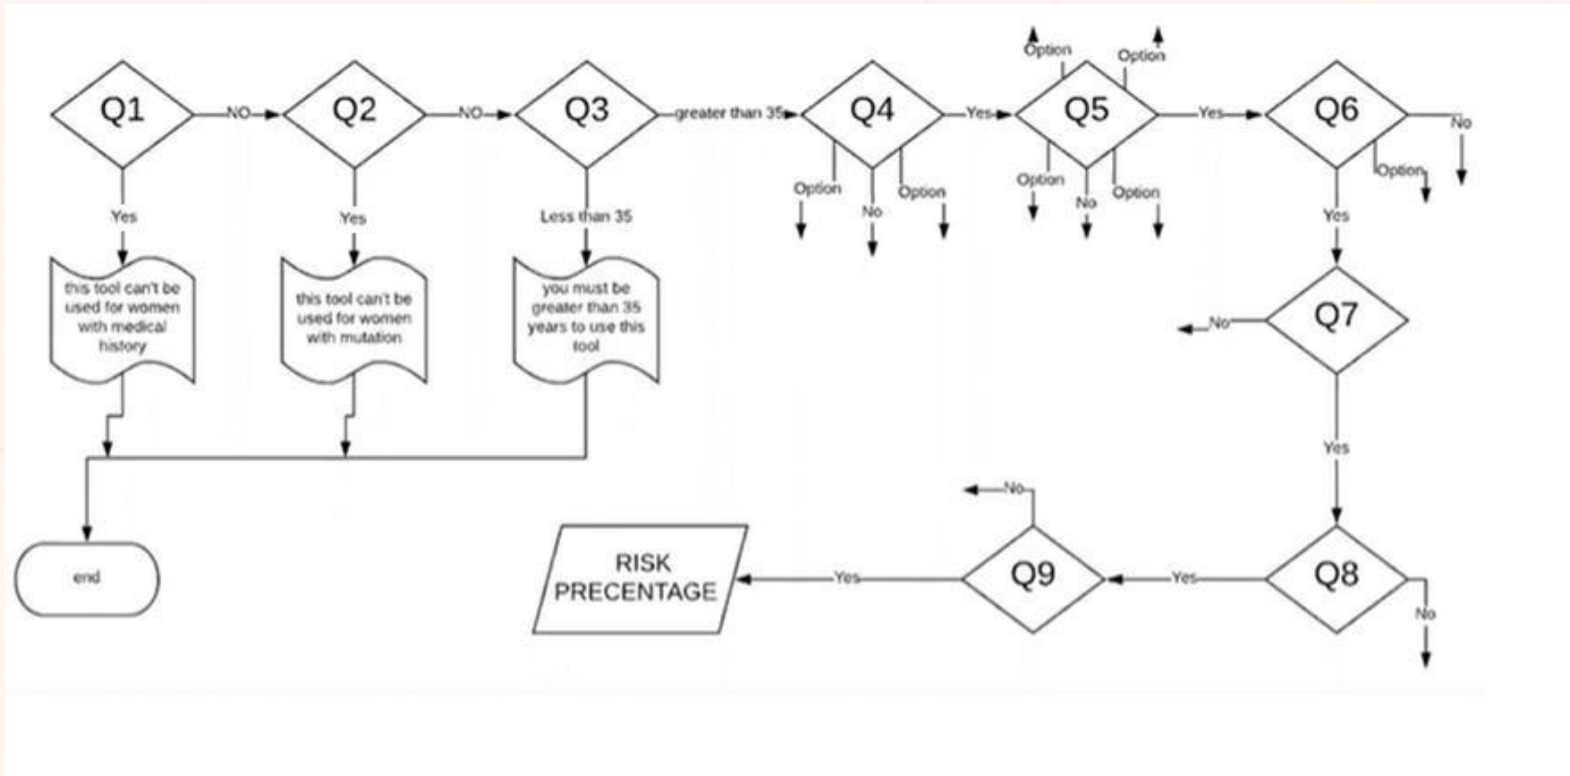 Option
Option
Q1
NO
Q2
NO
Q3
greater than 35
Q4
Yes
Q5
Yes
Q6
No
Option
No
Option
Option
No
Option
Option
Yes
Yes
Less than 35
Yes
this tool can't be
used for women
with medical
history
this tool can't be
used for women
with mutation
you must be
greater than 35
years to use this
tool
No
Q7
Yes
No
end
RISK
PRECENTAGE
Yes
Q9
Yes
Q8
No